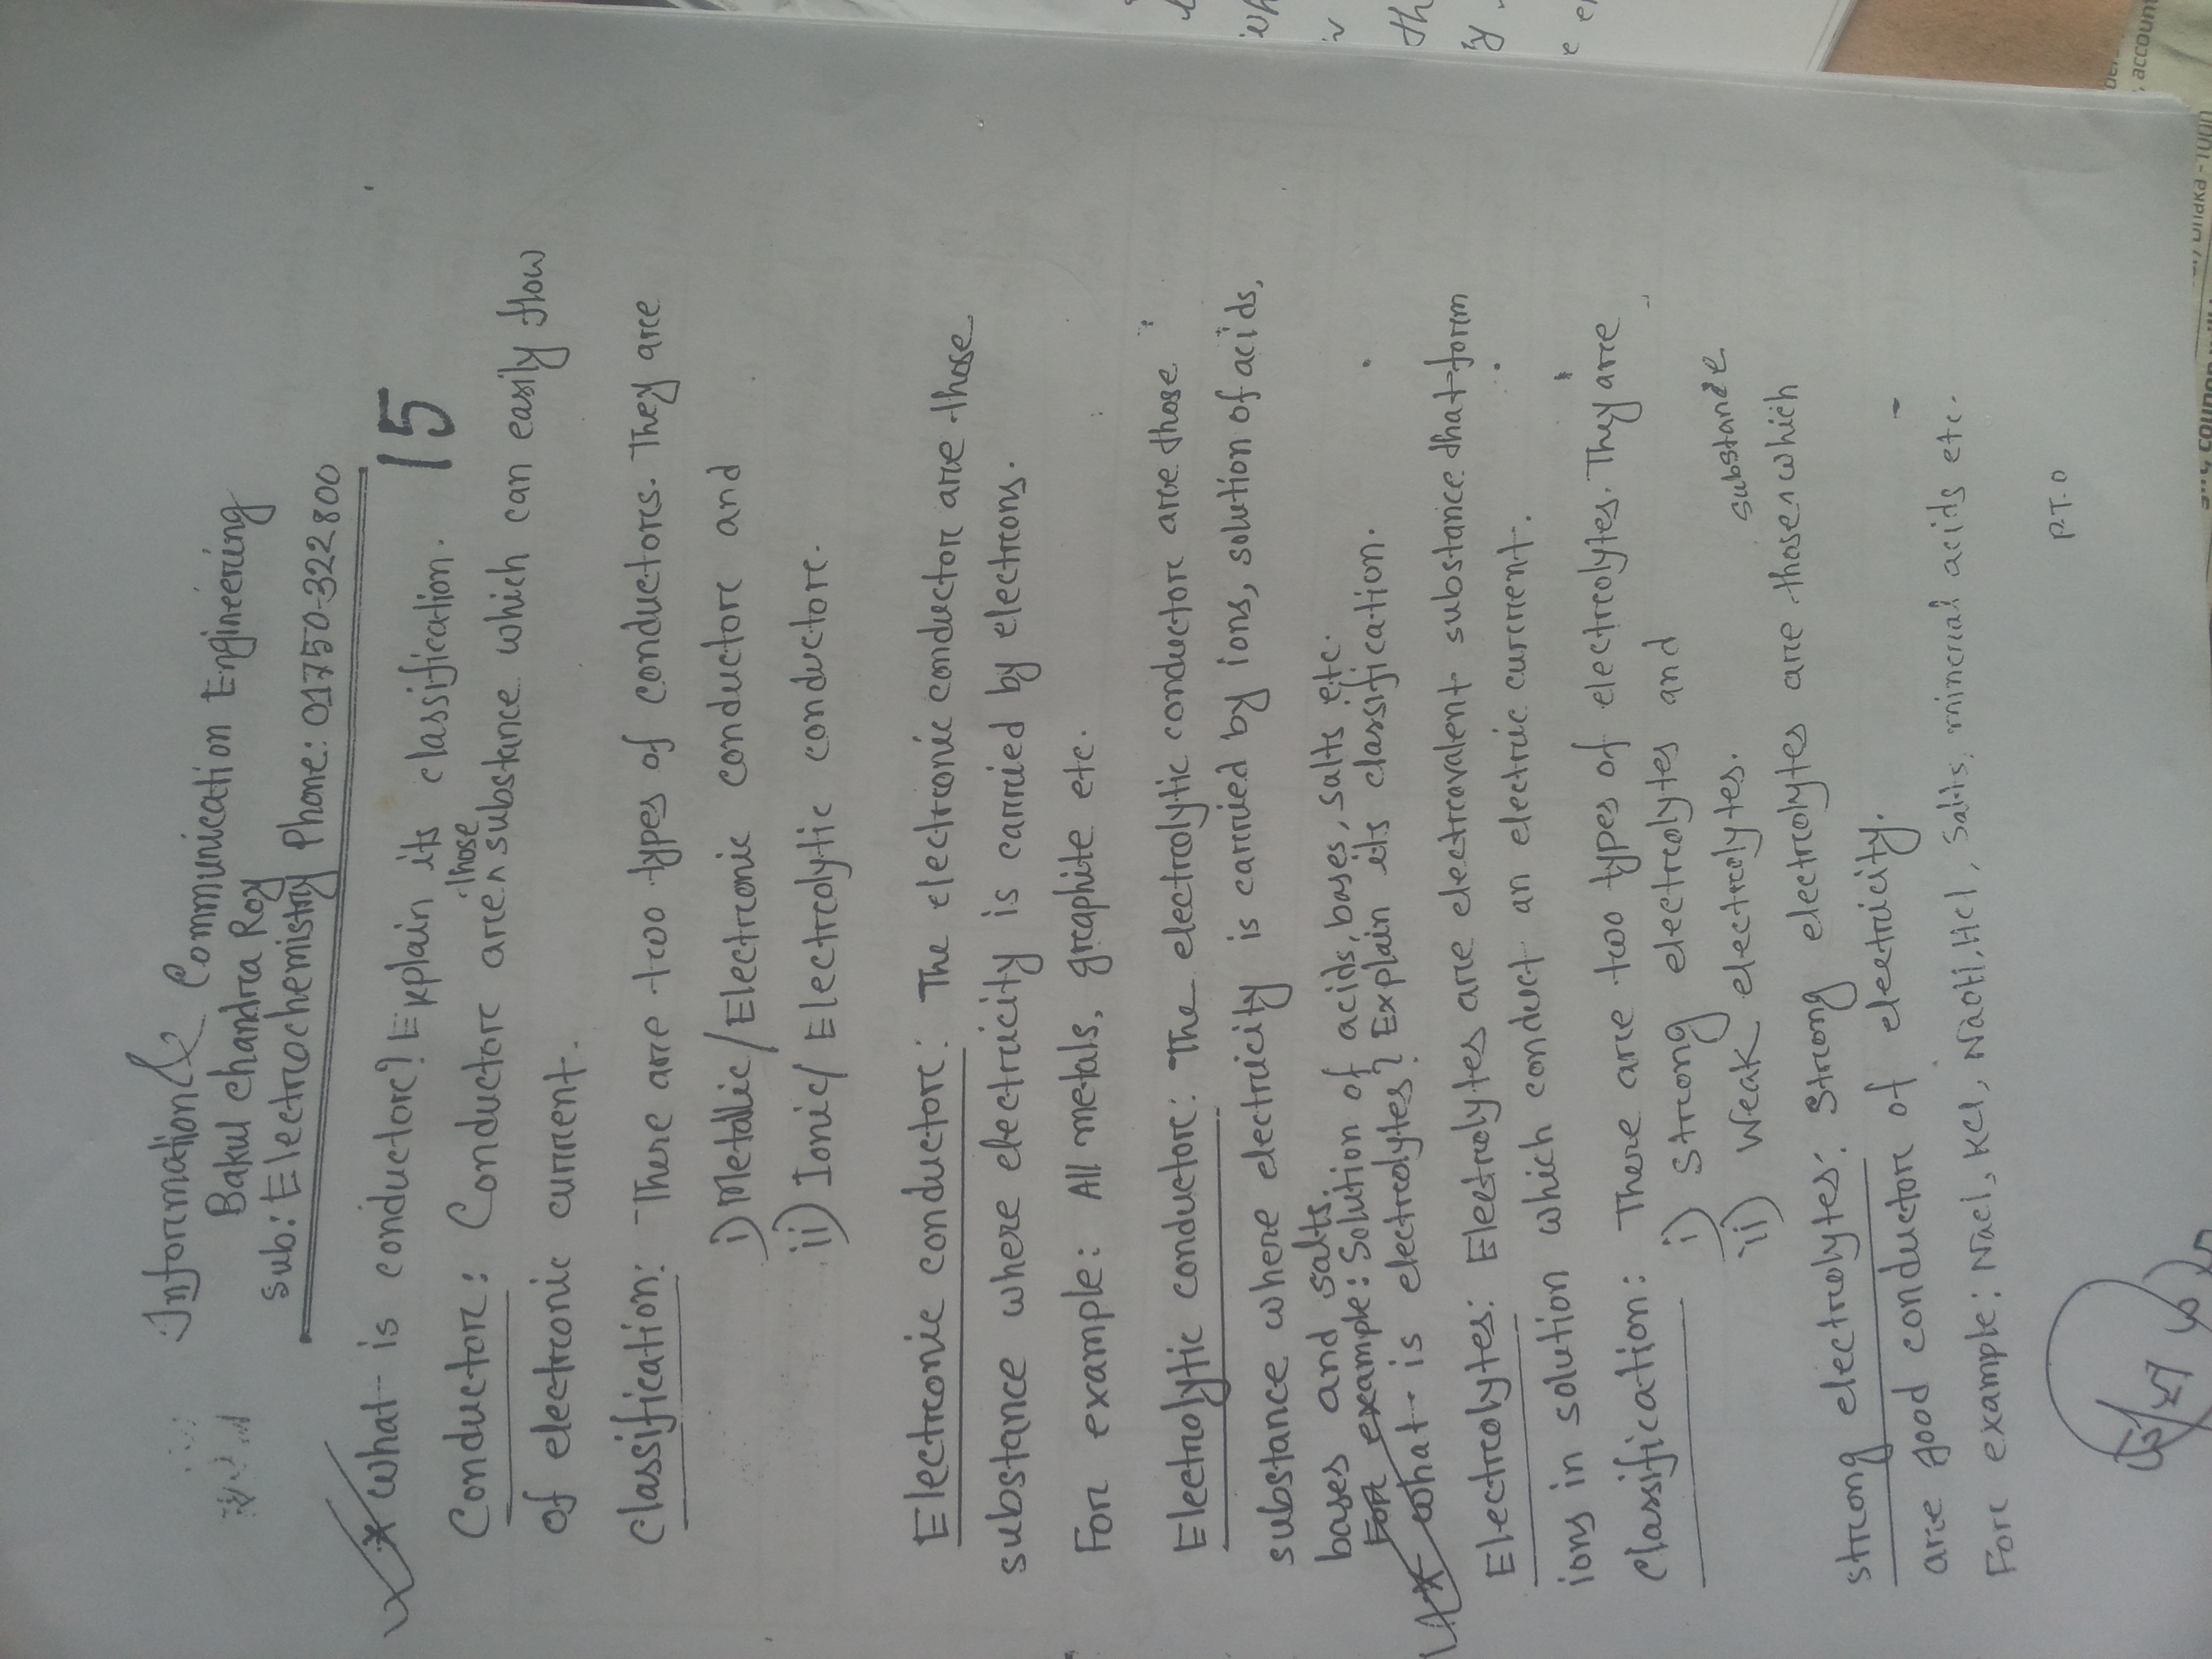 Information & Communication Engineering
Bakul chandra Roy
Sub: Electrochemistry Phone: 01750-322800
* What is conductor? Explain its classification. 15
Conductor: Conductor are those substance which can easily flow
of electronic current.
Classification: There are two types of conductors. They are
i) Metallic/Electronic conductor and
ii) Ionic/Electrolytic conductor.
Electronic conductor: The electronic conductor are those
substance where electricity is carried by electrons.
For example: All metals, graphite etc.
Electrolytic conductor: The electrolytic conductor are those
substance where electricity is carried by ions, solution of acids,
bases and salts.
For example: Solution of acids, bases, salts etc.
* What is electrolytes? Explain its classification.
Electrolytes: Electrolytes are electrovalent substance that form
ions in solution which conduct an electric current.
Classification: There are two types of electrolytes. They are
i) Strong electrolytes and
ii) Weak electrolytes.
Strong electrolytes: Strong electrolytes are those substance which
are good conductor of electricity.
For example: Nacl, Kcl, NaOH, Hcl, Salts, mineral acids etc.
P.T.O